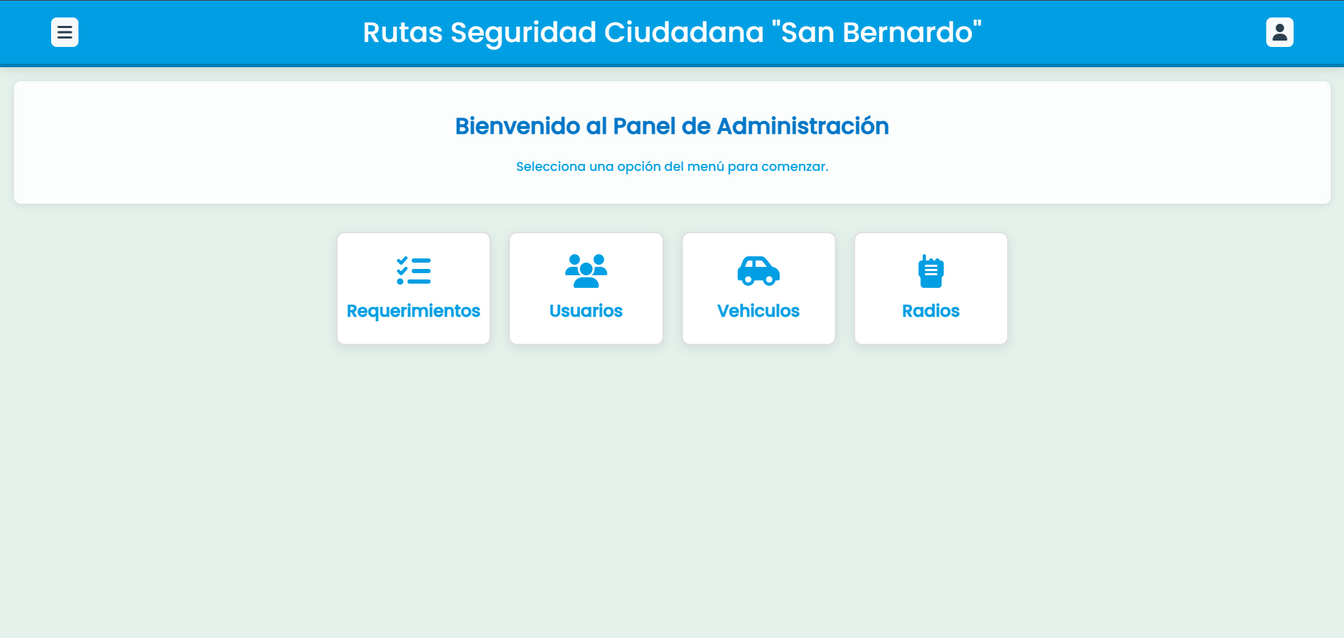 Rutas Seguridad Ciudadana "San Bernardo"
Bienvenido al Panel de Administración
Selecciona una opción del menú para comenzar.
Requerimientos
Usuarios
Vehiculos
Radios